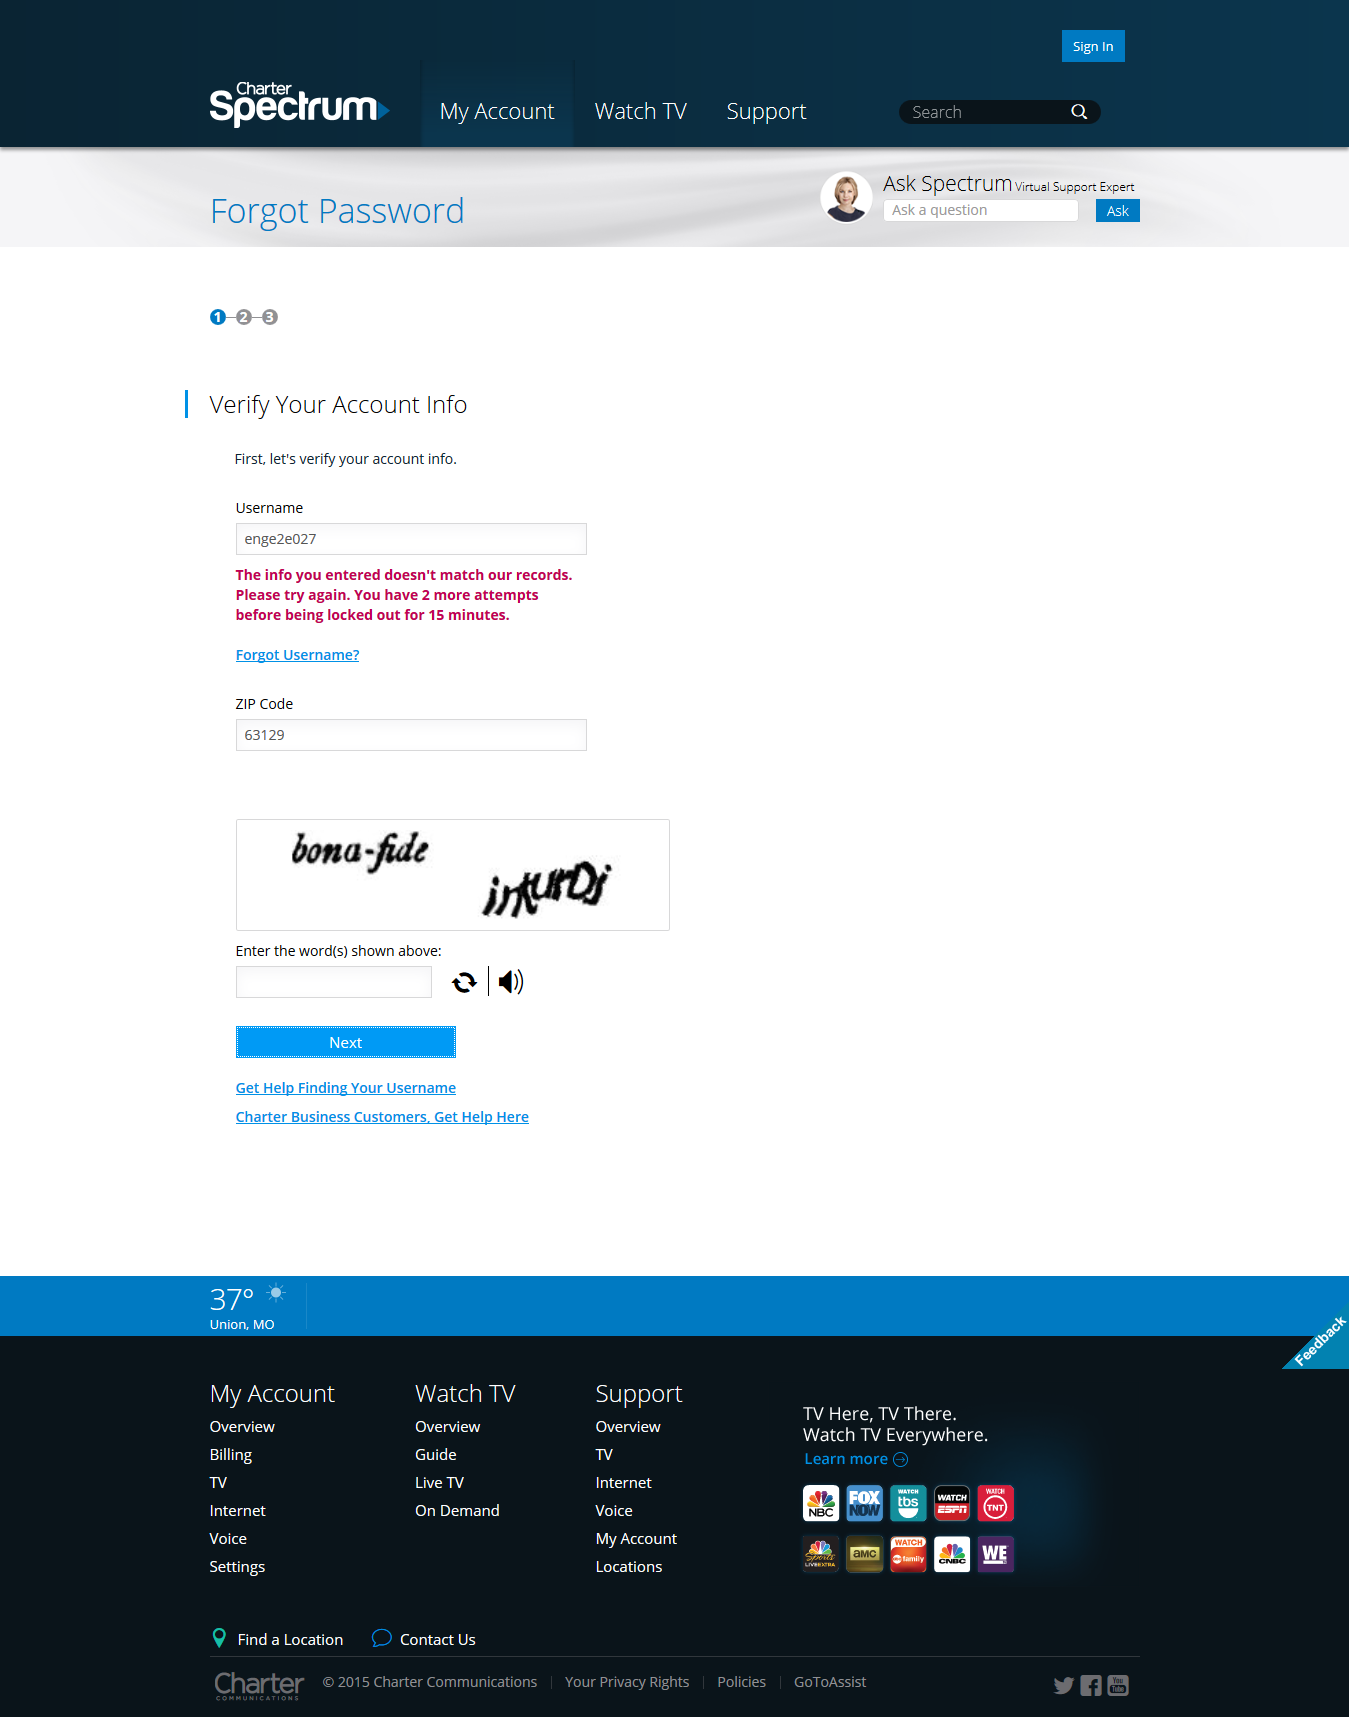 Sign In
Charter
Spectrum
My Account
Watch TV
Support
Search
Forgot Password
Ask Spectrum Virtual Support Expert
Ask a question
Ask
1 2 3
Verify Your Account Info
First, let's verify your account info.
Username
enge2e027
The info you entered doesn't match our records.
Please try again. You have 2 more attempts
before being locked out for 15 minutes.
Forgot Username?
ZIP Code
63129
bona-fide
Enter the word(s) shown above:
Next
Get Help Finding Your Username
Charter Business Customers, Get Help Here
37°
Union, MO
Feedback
My Account
Overview
Billing
TV
Internet
Voice
Settings
Watch TV
Overview
Guide
Live TV
On Demand
Support
Overview
TV
Internet
Voice
My Account
Locations
TV Here, TV There.
Watch TV Everywhere.
Learn more
NBC
FOX NOW
WATCH tbs
WATCH ESPN
WATCH TNT
Sports LIVE EXTRA
amc
WATCH abc family
CNBC
WE tv
Find a Location
Contact Us
Charter
COMMUNICATIONS
© 2015 Charter Communications
Your Privacy Rights
Policies
GoToAssist
You Tube